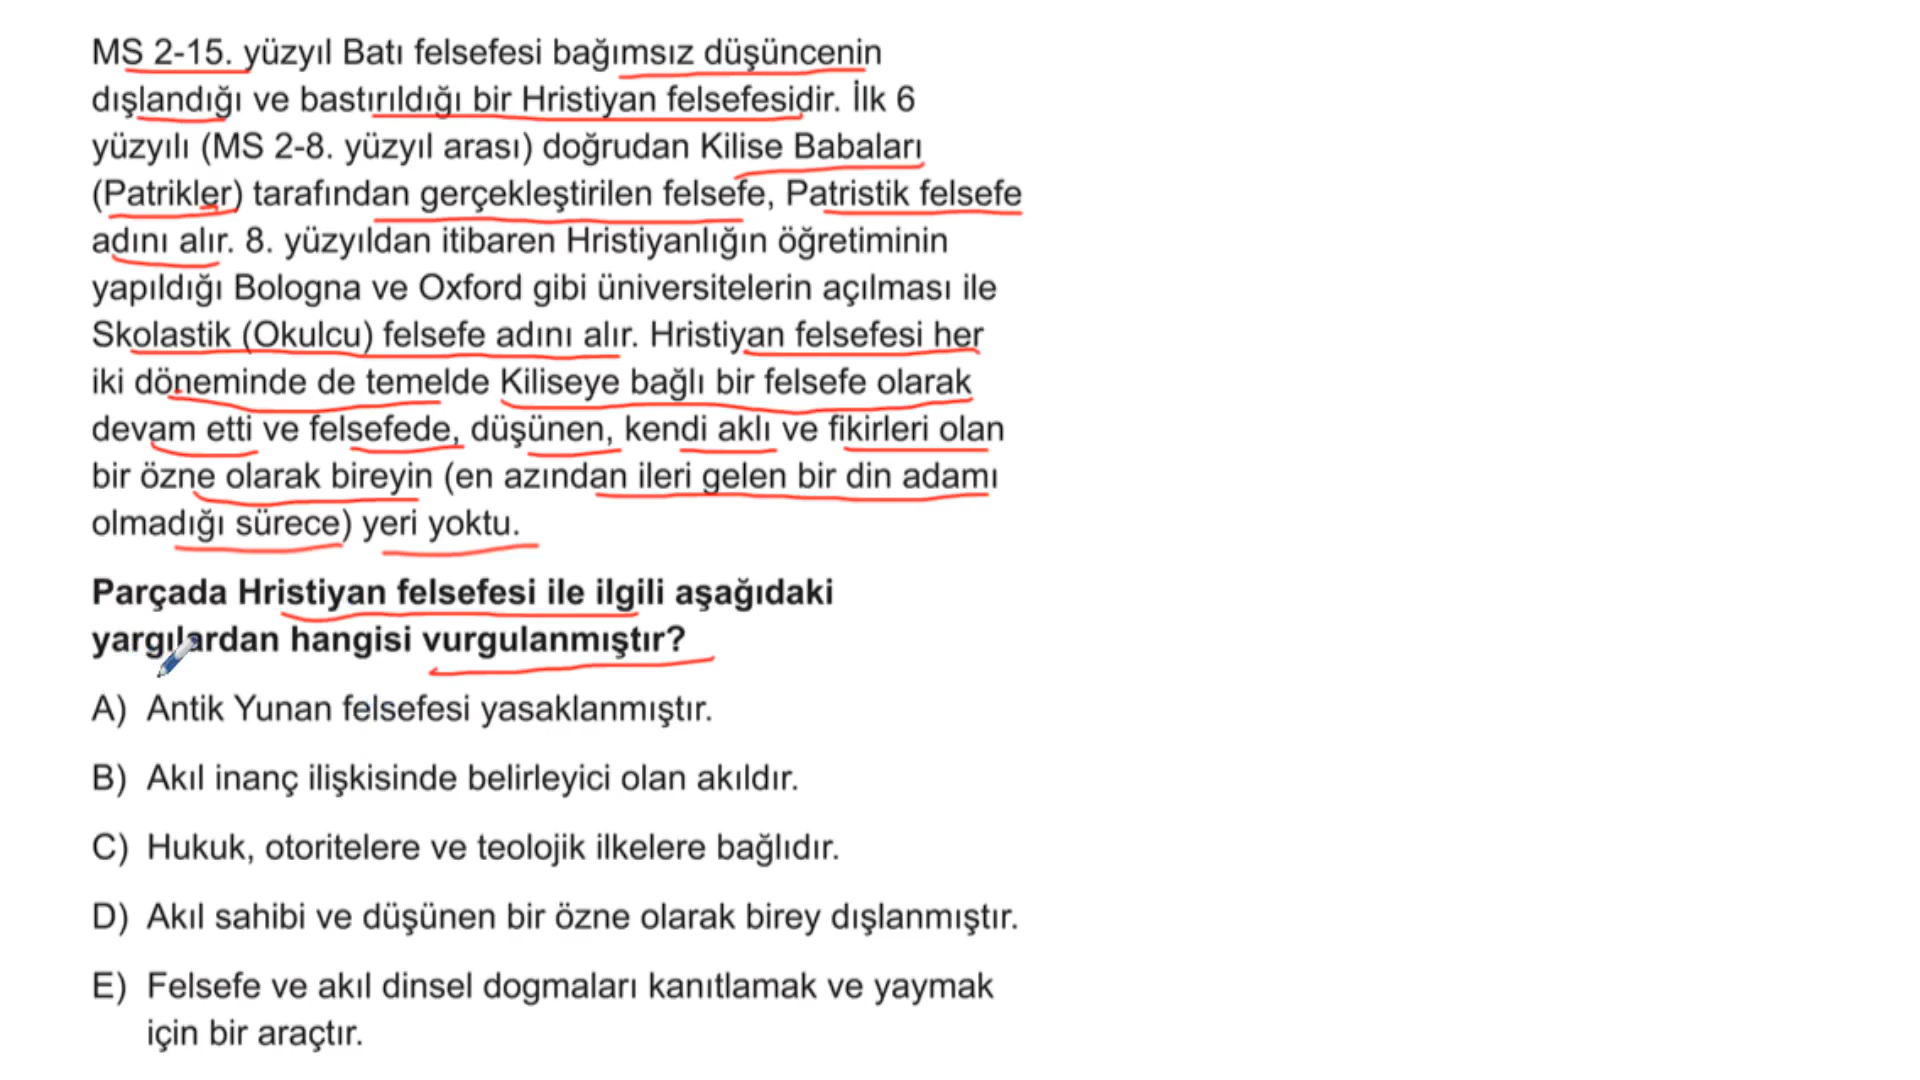 MS 2-15. yüzyıl Batı felsefesi bağımsız düşüncenin
dışlandığı ve bastırıldığı bir Hristiyan felsefesidir. İlk 6
yüzyılı (MS 2-8. yüzyıl arası) doğrudan Kilise Babaları
(Patrikler) tarafından gerçekleştirilen felsefe, Patristik felsefe
adını alır. 8. yüzyıldan itibaren Hristiyanlığın öğretiminin
yapıldığı Bologna ve Oxford gibi üniversitelerin açılması ile
Skolastik (Okulcu) felsefe adını alır. Hristiyan felsefesi her
iki döneminde de temelde Kiliseye bağlı bir felsefe olarak
devam etti ve felsefede, düşünen, kendi aklı ve fikirleri olan
bir özne olarak bireyin (en azından ileri gelen bir din adamı
olmadığı sürece) yeri yoktu.
Parçada Hristiyan felsefesi ile ilgili aşağıdaki
yargılardan hangisi vurgulanmıştır?
A) Antik Yunan felsefesi yasaklanmıştır.
B) Akıl inanç ilişkisinde belirleyici olan akıldır.
C) Hukuk, otoritelere ve teolojik ilkelere bağlıdır.
D) Akıl sahibi ve düşünen bir özne olarak birey dışlanmıştır.
E) Felsefe ve akıl dinsel dogmaları kanıtlamak ve yaymak
için bir araçtır.